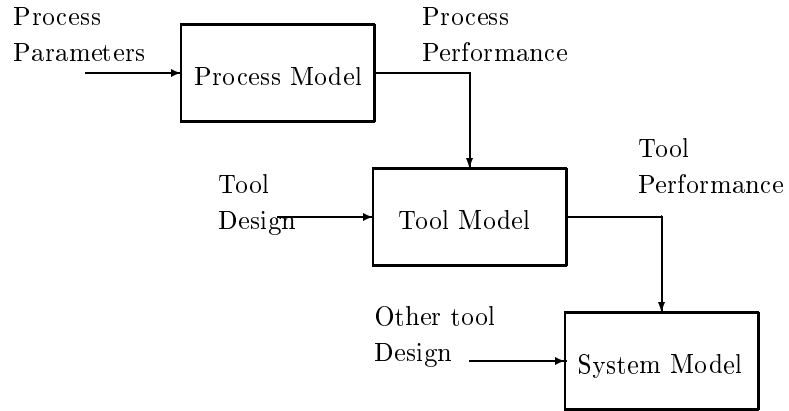 Process
Parameters
Process Model
Process
Performance
Tool
Design
Tool Model
Tool
Performance
Other tool
Design
System Model